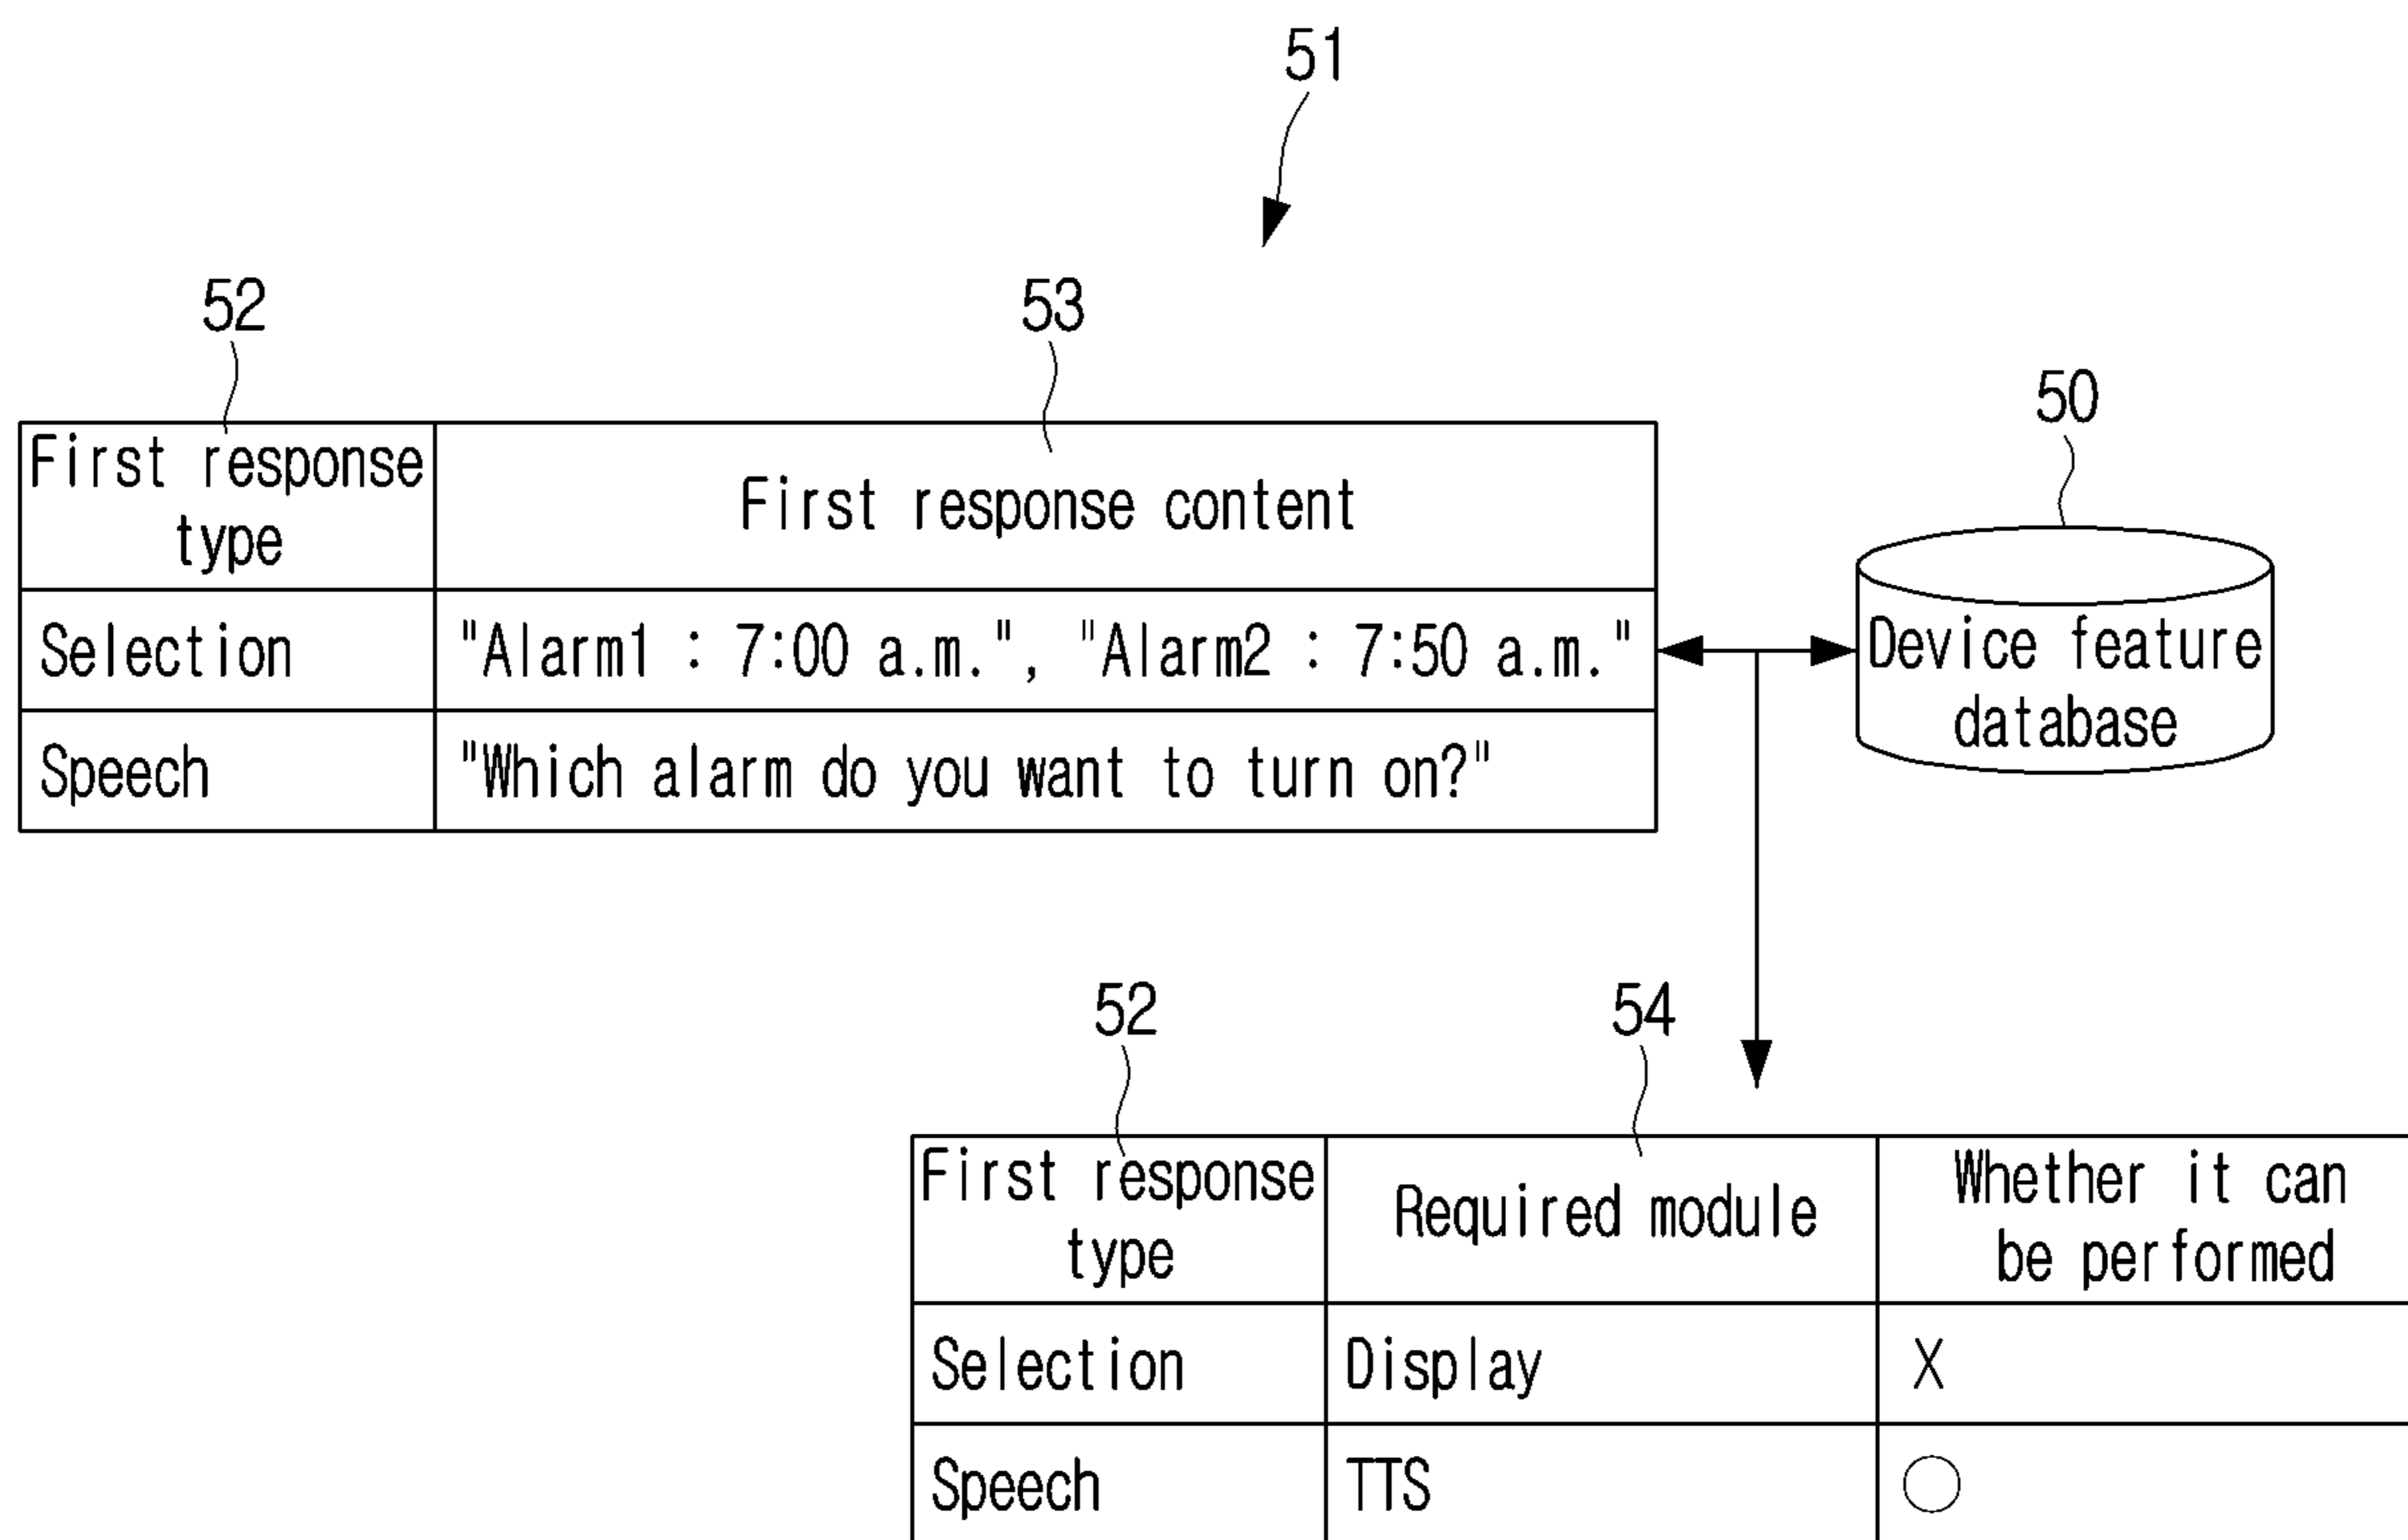 51
52
53
50
First response
type
First response content
Selection
"Alarm1 : 7:00 a.m.", "Alarm2 : 7:50 a.m."
Speech
"Which alarm do you want to turn on?"
Device feature
database
52
54
First response
type
Required module
Whether it can
be performed
Selection
Display
X
Speech
TTS
○